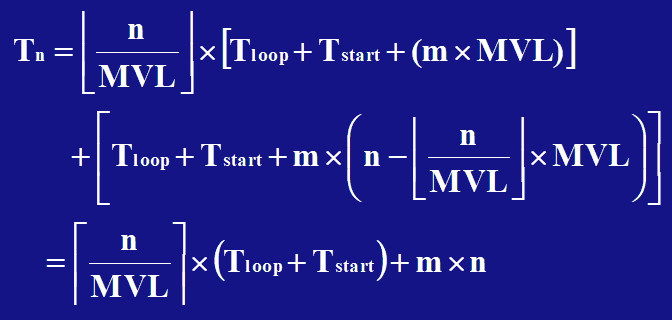 Tn = ⌊n/MVL⌋ × [Tloop + Tstart + (m × MVL)]
+ [Tloop + Tstart + m × (n − ⌊n/MVL⌋ × MVL)]
= ⌈n/MVL⌉ × (Tloop + Tstart) + m × n